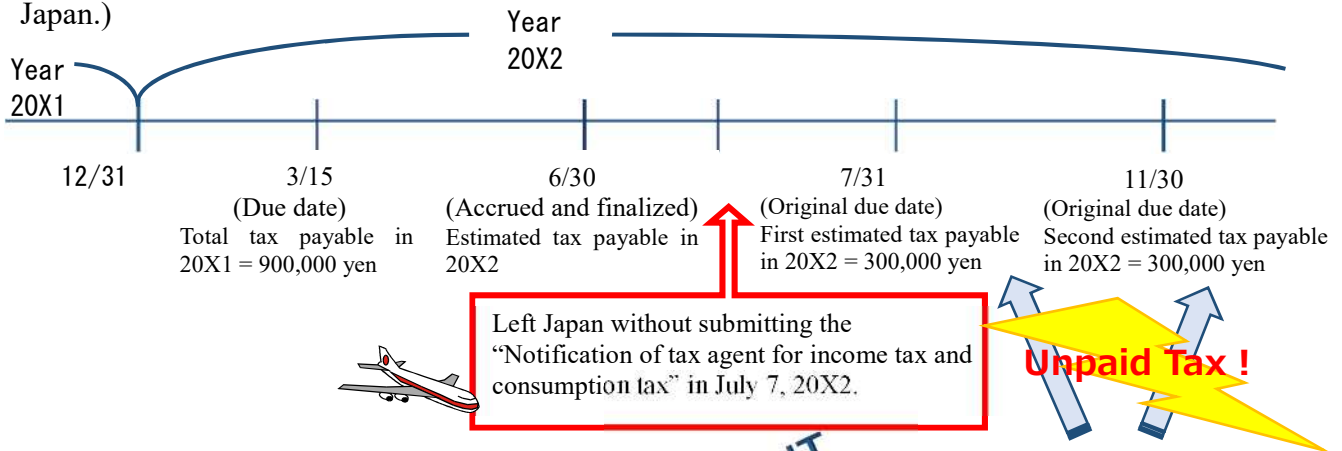 Japan.)
Year
20X2
Year
20X1
12/31
3/15
(Due date)
Total tax payable in
20X1 = 900,000 yen
6/30
(Accrued and finalized)
Estimated tax payable in
20X2
7/31
(Original due date)
First estimated tax payable
in 20X2 = 300,000 yen
11/30
(Original due date)
Second estimated tax payable
in 20X2 = 300,000 yen
Left Japan without submitting the
“Notification of tax agent for income tax and
consumption tax” in July 7, 20X2.
Unpaid Tax !